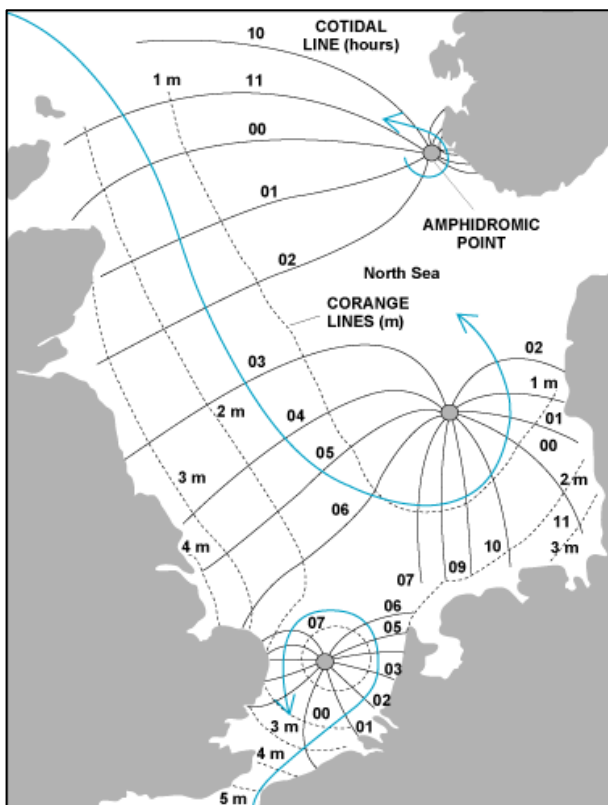 10
COTIDAL
LINE (hours)
1 m
11
00
01
AMPHIDROMIC
POINT
02
North Sea
CORANGE
LINES (m)
03
02
1 m
2 m
04
01
00
05
3 m
2 m
06
11
4 m
10
3 m
09
07
06
07
05
03
02
00
3 m
01
4 m
5 m